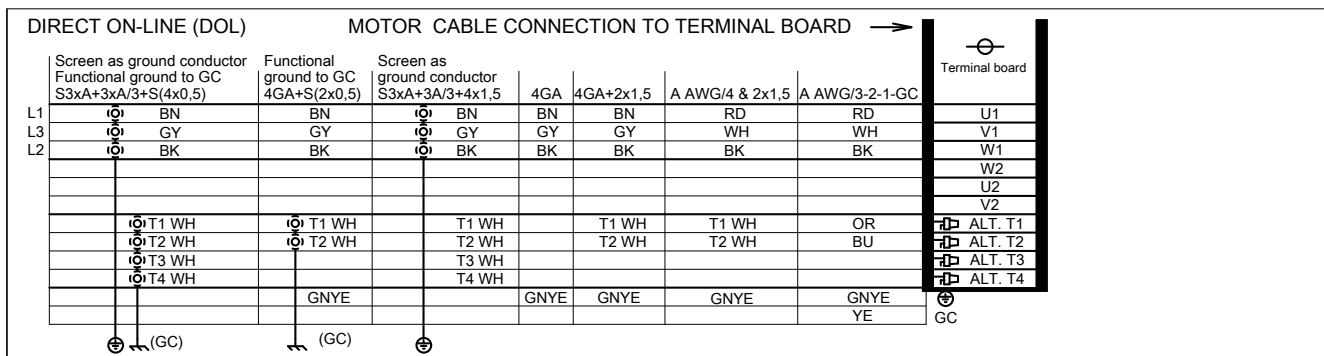 DIRECT ON-LINE (DOL) MOTOR CABLE CONNECTION TO TERMINAL BOARD
Screen as ground conductor Functional Screen as
Functional ground to GC ground to GC ground conductor Terminal board
S3xA+3xA/3+S(4x0,5) 4GA+S(2x0,5) S3xA+3A/3+4x1,5 4GA 4GA+2x1,5 A AWG/4 & 2x1,5 A AWG/3-2-1-GC
L1 BN BN BN BN BN RD RD U1
L3 GY GY GY GY GY WH WH V1
L2 BK BK BK BK BK BK BK W1
W2
U2
V2
T1 WH T1 WH T1 WH T1 WH T1 WH OR ALT. T1
T2 WH T2 WH T2 WH T2 WH T2 WH BU ALT. T2
T3 WH T3 WH ALT. T3
T4 WH T4 WH ALT. T4
GNYE GNYE GNYE GNYE GNYE
YE GC
(GC) (GC)